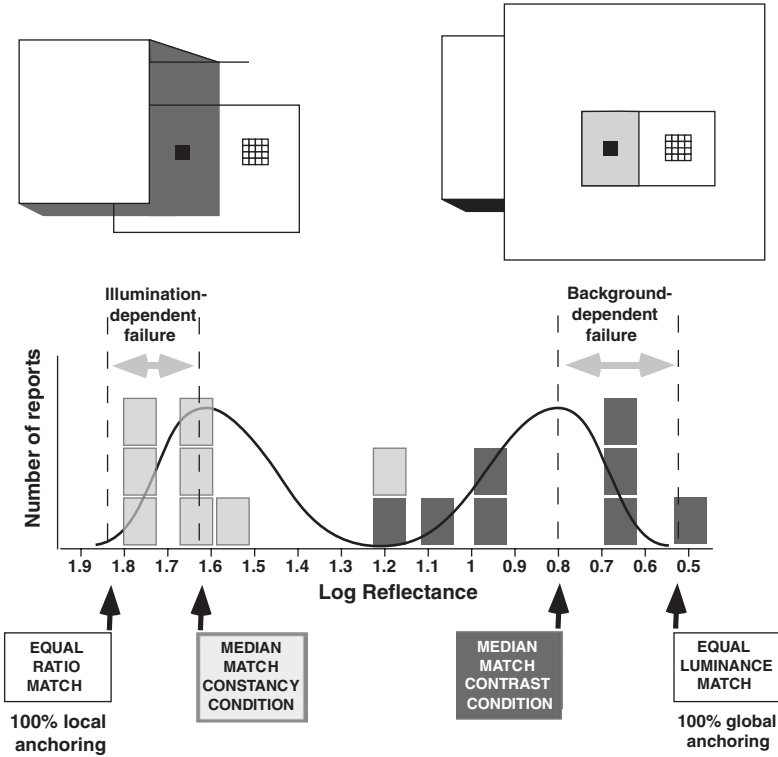 Illumination-
dependent
failure
Background-
dependent
failure
Number of reports
1.9 1.8 1.7 1.6 1.5 1.4 1.3 1.2 1.1 1 0.9 0.8 0.7 0.6 0.5
Log Reflectance
EQUAL
RATIO
MATCH
100% local
anchoring
MEDIAN
MATCH
CONSTANCY
CONDITION
MEDIAN
MATCH
CONTRAST
CONDITION
EQUAL
LUMINANCE
MATCH
100% global
anchoring